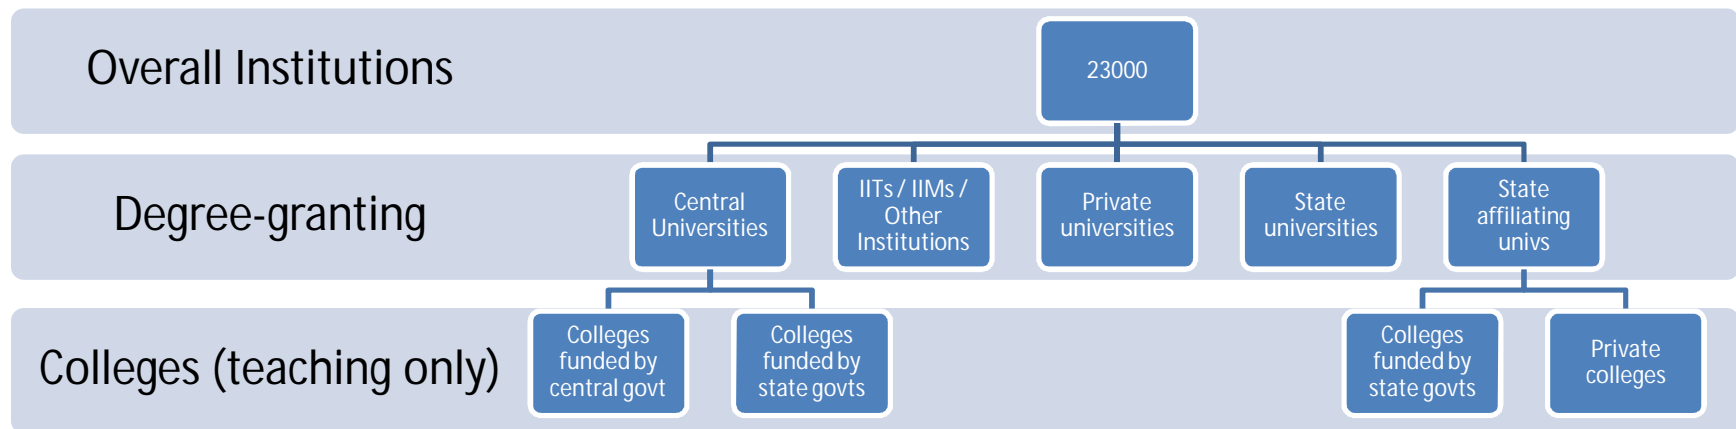 Overall Institutions
23000
Degree-granting
Central
Universities
IITs / IIMs /
Other
Institutions
Private
universities
State
universities
State
affiliating
univs
Colleges (teaching only)
Colleges
funded by
central govt
Colleges
funded by
state govts
Colleges
funded by
state govts
Private
colleges